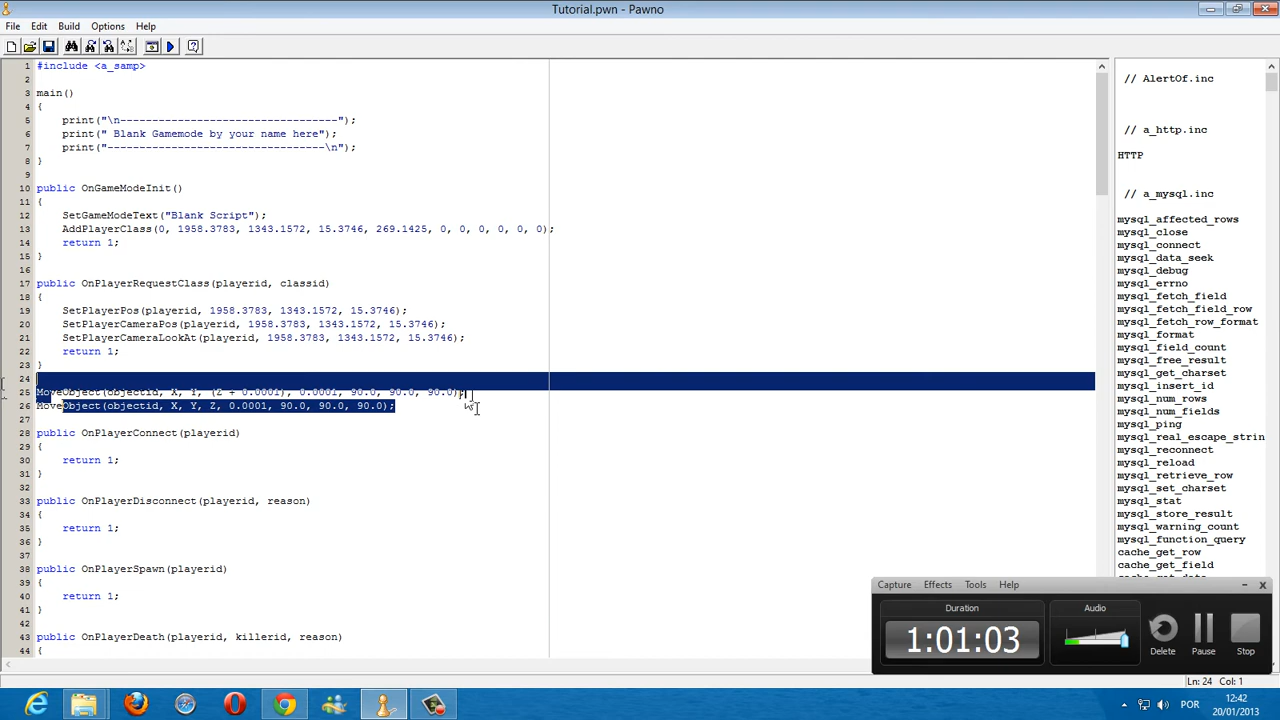 Tutorial.pwn - Pawno
File Edit Build Options Help
1 #include <a_samp>
2
3 main()
4 {
5 print("\n----------------------------------");
6 print(" Blank Gamemode by your name here");
7 print("----------------------------------\n");
8 }
9
10 public OnGameModeInit()
11 {
12 SetGameModeText("Blank Script");
13 AddPlayerClass(0, 1958.3783, 1343.1572, 15.3746, 269.1425, 0, 0, 0, 0, 0, 0);
14 return 1;
15 }
16
17 public OnPlayerRequestClass(playerid, classid)
18 {
19 SetPlayerPos(playerid, 1958.3783, 1343.1572, 15.3746);
20 SetPlayerCameraPos(playerid, 1958.3783, 1343.1572, 15.3746);
21 SetPlayerCameraLookAt(playerid, 1958.3783, 1343.1572, 15.3746);
22 return 1;
23 }
24
25 MoveObject(objectid, X, Y, (Z + 0.0001), 0.0001, 90.0, 90.0, 90.0);
26 MoveObject(objectid, X, Y, Z, 0.0001, 90.0, 90.0, 90.0);
27
28 public OnPlayerConnect(playerid)
29 {
30 return 1;
31 }
32
33 public OnPlayerDisconnect(playerid, reason)
34 {
35 return 1;
36 }
37
38 public OnPlayerSpawn(playerid)
39 {
40 return 1;
41 }
42
43 public OnPlayerDeath(playerid, killerid, reason)
44 {
// AlertOf.inc
// a_http.inc
HTTP
// a_mysql.inc
mysql_affected_rows
mysql_close
mysql_connect
mysql_data_seek
mysql_debug
mysql_errno
mysql_fetch_field
mysql_fetch_field_row
mysql_fetch_row_format
mysql_format
mysql_field_count
mysql_free_result
mysql_get_charset
mysql_insert_id
mysql_num_rows
mysql_num_fields
mysql_ping
mysql_real_escape_strin
mysql_reconnect
mysql_reload
mysql_retrieve_row
mysql_set_charset
mysql_stat
mysql_store_result
mysql_warning_count
mysql_function_query
cache_get_row
cache_get_field
Capture Effects Tools Help
Duration
1:01:03
Audio
Delete
Pause
Stop
Ln: 24 Col: 1
POR
12:42
20/01/2013